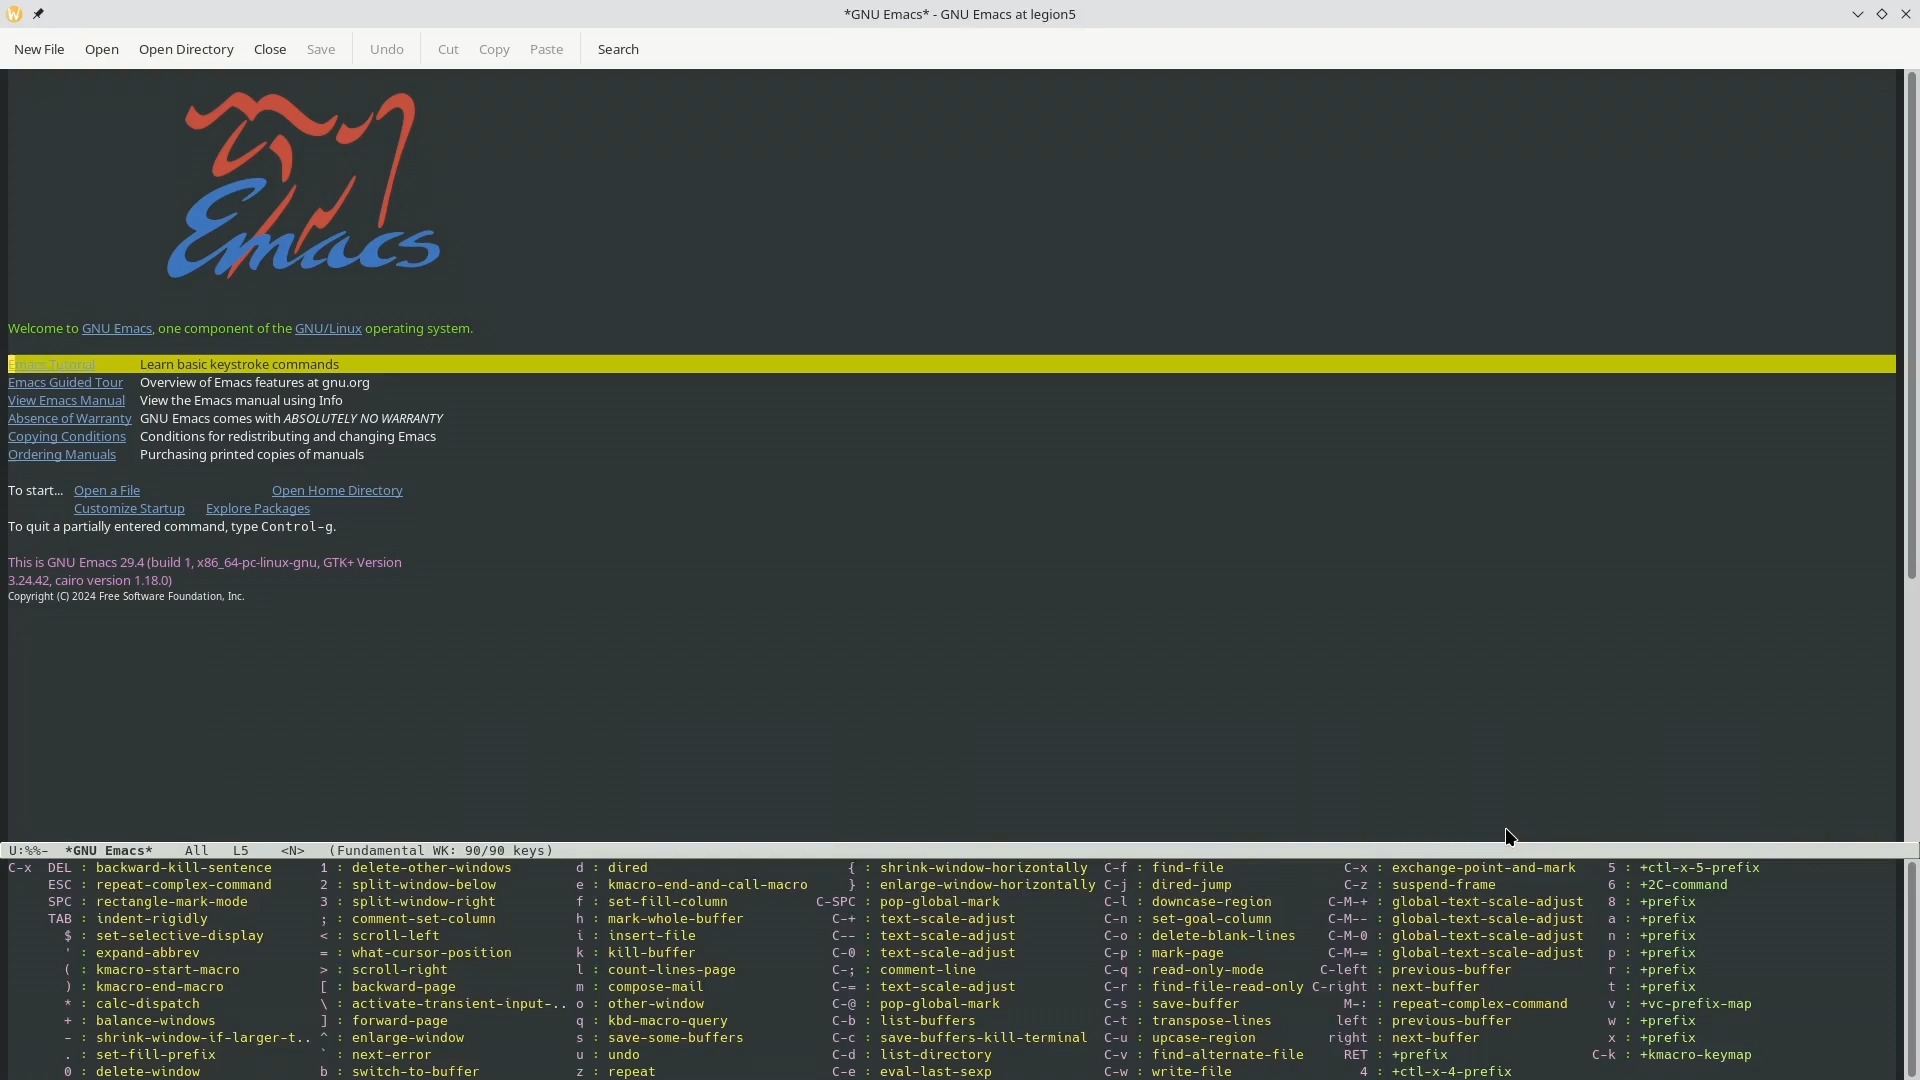 *GNU Emacs* - GNU Emacs at legion5
New File Open Open Directory Close Save Undo Cut Copy Paste Search
Emacs
Welcome to GNU Emacs, one component of the GNU/Linux operating system.
Emacs Tutorial Learn basic keystroke commands
Emacs Guided Tour Overview of Emacs features at gnu.org
View Emacs Manual View the Emacs manual using Info
Absence of Warranty GNU Emacs comes with ABSOLUTELY NO WARRANTY
Copying Conditions Conditions for redistributing and changing Emacs
Ordering Manuals Purchasing printed copies of manuals
To start... Open a File Open Home Directory
Customize Startup Explore Packages
To quit a partially entered command, type Control-g.
This is GNU Emacs 29.4 (build 1, x86_64-pc-linux-gnu, GTK+ Version
3.24.42, cairo version 1.18.0)
Copyright (C) 2024 Free Software Foundation, Inc.
U:%%- *GNU Emacs* All L5 <N> (Fundamental WK: 90/90 keys)
C-x DEL : backward-kill-sentence 1 : delete-other-windows d : dired { : shrink-window-horizontally C-f : find-file C-x : exchange-point-and-mark 5 : +ctl-x-5-prefix
ESC : repeat-complex-command 2 : split-window-below e : kmacro-end-and-call-macro } : enlarge-window-horizontally C-j : dired-jump C-z : suspend-frame 6 : +2C-command
SPC : rectangle-mark-mode 3 : split-window-right f : set-fill-column C-SPC : pop-global-mark C-l : downcase-region C-M-+ : global-text-scale-adjust 8 : +prefix
TAB : indent-rigidly ; : comment-set-column h : mark-whole-buffer C-+ : text-scale-adjust C-n : set-goal-column C-M-- : global-text-scale-adjust a : +prefix
$ : set-selective-display < : scroll-left i : insert-file C-- : text-scale-adjust C-o : delete-blank-lines C-M-0 : global-text-scale-adjust n : +prefix
' : expand-abbrev = : what-cursor-position k : kill-buffer C-0 : text-scale-adjust C-p : mark-page C-M-= : global-text-scale-adjust p : +prefix
( : kmacro-start-macro > : scroll-right l : count-lines-page C-; : comment-line C-q : read-only-mode C-left : previous-buffer r : +prefix
) : kmacro-end-macro [ : backward-page m : compose-mail C-= : text-scale-adjust C-r : find-file-read-only C-right : next-buffer t : +prefix
* : calc-dispatch \ : activate-transient-input-.. o : other-window C-@ : pop-global-mark C-s : save-buffer M-: : repeat-complex-command v : +vc-prefix-map
+ : balance-windows ] : forward-page q : kbd-macro-query C-b : list-buffers C-t : transpose-lines left : previous-buffer w : +prefix
- : shrink-window-if-larger-t.. ^ : enlarge-window s : save-some-buffers C-c : save-buffers-kill-terminal C-u : upcase-region right : next-buffer x : +prefix
. : set-fill-prefix ` : next-error u : undo C-d : list-directory C-v : find-alternate-file RET : +prefix C-k : +kmacro-keymap
0 : delete-window b : switch-to-buffer z : repeat C-e : eval-last-sexp C-w : write-file 4 : +ctl-x-4-prefix